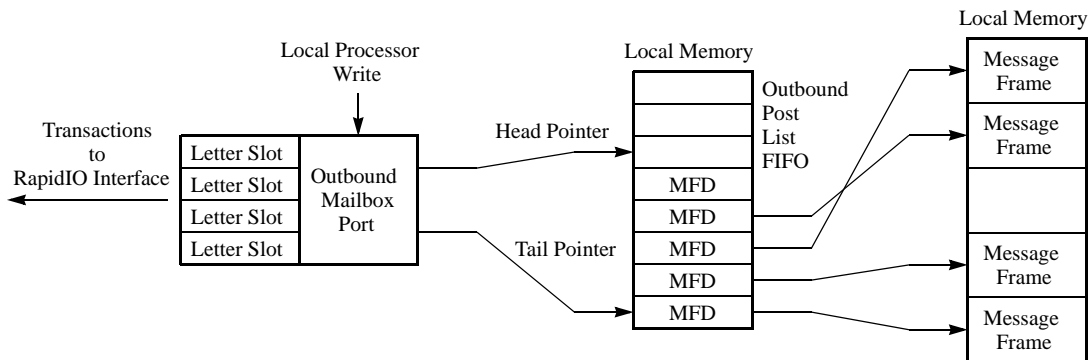 Transactions
to
RapidIO Interface
Local Processor
Write
Letter Slot
Letter Slot
Letter Slot
Letter Slot
Outbound
Mailbox
Port
Head Pointer
Tail Pointer
Local Memory
MFD
MFD
MFD
MFD
MFD
Outbound
Post
List
FIFO
Local Memory
Message
Frame
Message
Frame
Message
Frame
Message
Frame